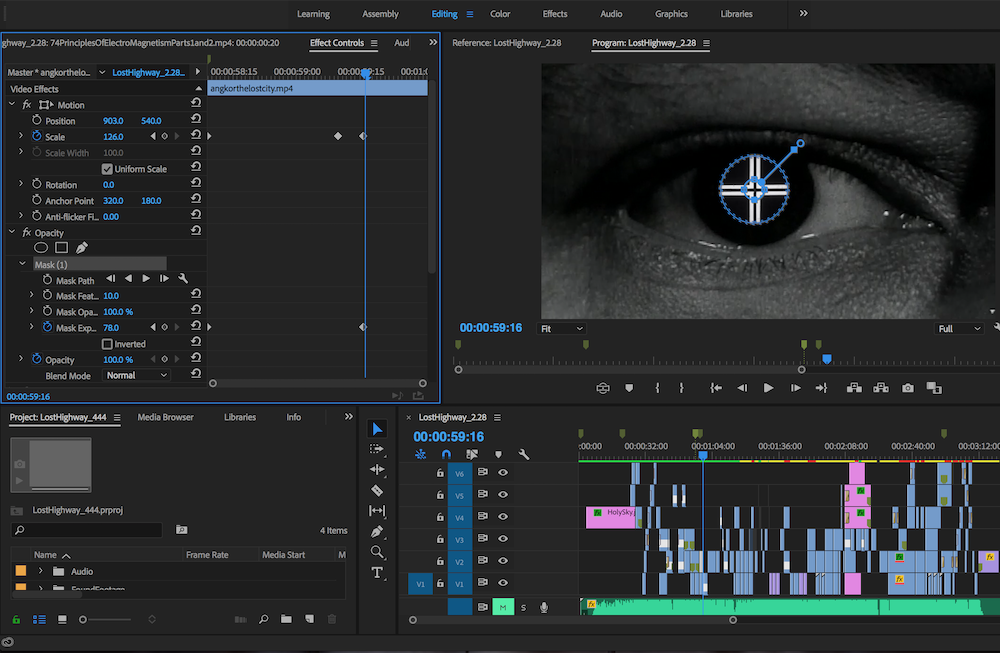 Learning Assembly Editing Color Effects Audio Graphics Libraries
ghway_2.28: 74PrinciplesOfElectroMagnetismParts1and2.mp4: 00:00:00:20 Effect Controls Aud
Reference: LostHighway_2.28 Program: LostHighway_2.28
Master * angkorthelo... LostHighway_2.28... 00:00:58:15 00:00:59:00 00:00:59:15 00:01:0
Video Effects angkorthelostcity.mp4
fx Motion
Position 903.0 540.0
Scale 126.0
Scale Width 100.0
Uniform Scale
Rotation 0.0
Anchor Point 320.0 180.0
Anti-flicker Fi... 0.00
fx Opacity
Mask (1)
Mask Path
Mask Feat... 10.0
Mask Opa... 100.0 %
Mask Exp... 78.0
Inverted
Opacity 100.0 %
Blend Mode Normal
00:00:59:16
00:00:59:16 Fit Full
Project: LostHighway_444 Media Browser Libraries Info
LostHighway_444.prproj
4 Items
Name Frame Rate Media Start M
Audio
SoundFootage
× LostHighway_2.28
00:00:59:16
:00:00 00:00:32:00 00:01:04:00 00:01:36:00 00:02:08:00 00:02:40:00 00:03:12:00
V6
V5
fx
V4 fx HolySky.j fx
V3
V2 fx fx
V1 V1 fx
M S fx